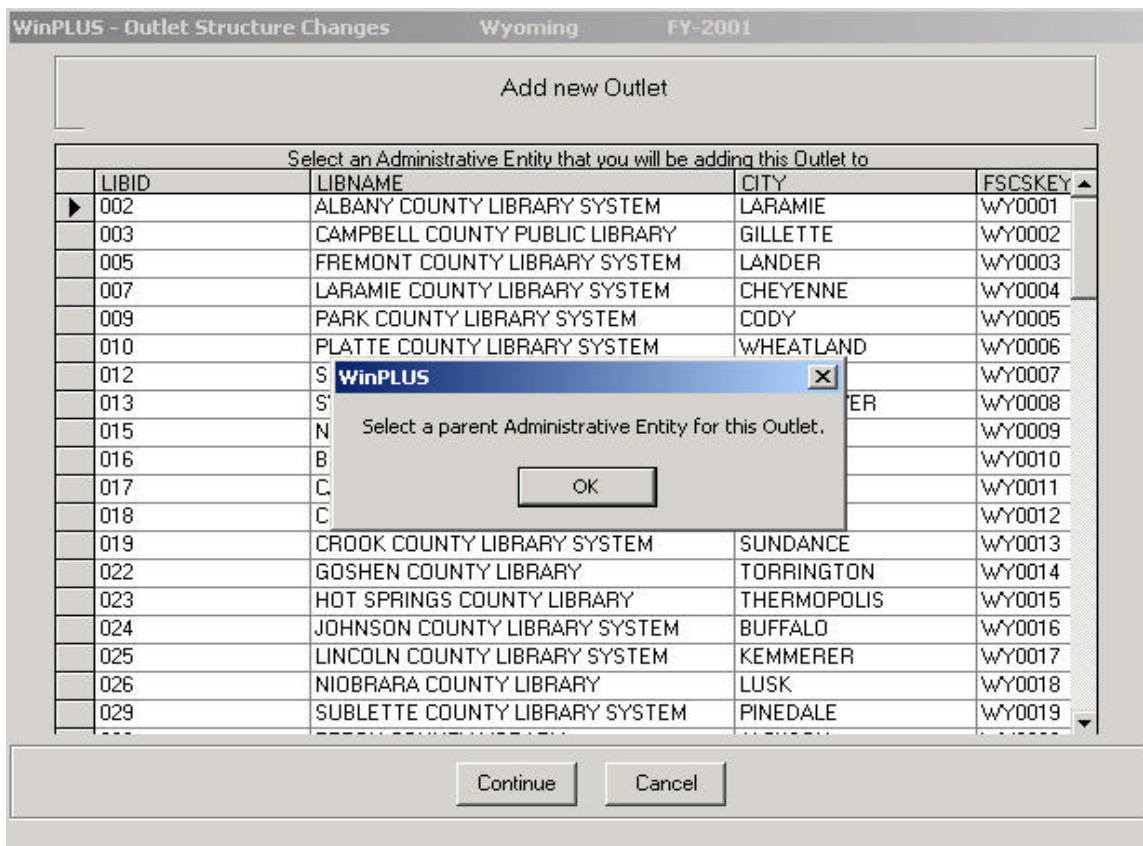 WinPLUS - Outlet Structure Changes Wyoming FY-2001
Add new Outlet
Select an Administrative Entity that you will be adding this Outlet to
LIBID LIBNAME CITY FSCSKEY
002 ALBANY COUNTY LIBRARY SYSTEM LARAMIE WY0001
003 CAMPBELL COUNTY PUBLIC LIBRARY GILLETTE WY0002
005 FREMONT COUNTY LIBRARY SYSTEM LANDER WY0003
007 LARAMIE COUNTY LIBRARY SYSTEM CHEYENNE WY0004
009 PARK COUNTY LIBRARY SYSTEM CODY WY0005
010 PLATTE COUNTY LIBRARY SYSTEM WHEATLAND WY0006
012 S WY0007
013 S ER WY0008
015 N WY0009
016 B WY0010
017 C WY0011
018 C WY0012
WinPLUS
Select a parent Administrative Entity for this Outlet.
OK
019 CROOK COUNTY LIBRARY SYSTEM SUNDANCE WY0013
022 GOSHEN COUNTY LIBRARY TORRINGTON WY0014
023 HOT SPRINGS COUNTY LIBRARY THERMOPOLIS WY0015
024 JOHNSON COUNTY LIBRARY SYSTEM BUFFALO WY0016
025 LINCOLN COUNTY LIBRARY SYSTEM KEMMERER WY0017
026 NIOBRARA COUNTY LIBRARY LUSK WY0018
029 SUBLETTE COUNTY LIBRARY SYSTEM PINEDALE WY0019
Continue Cancel